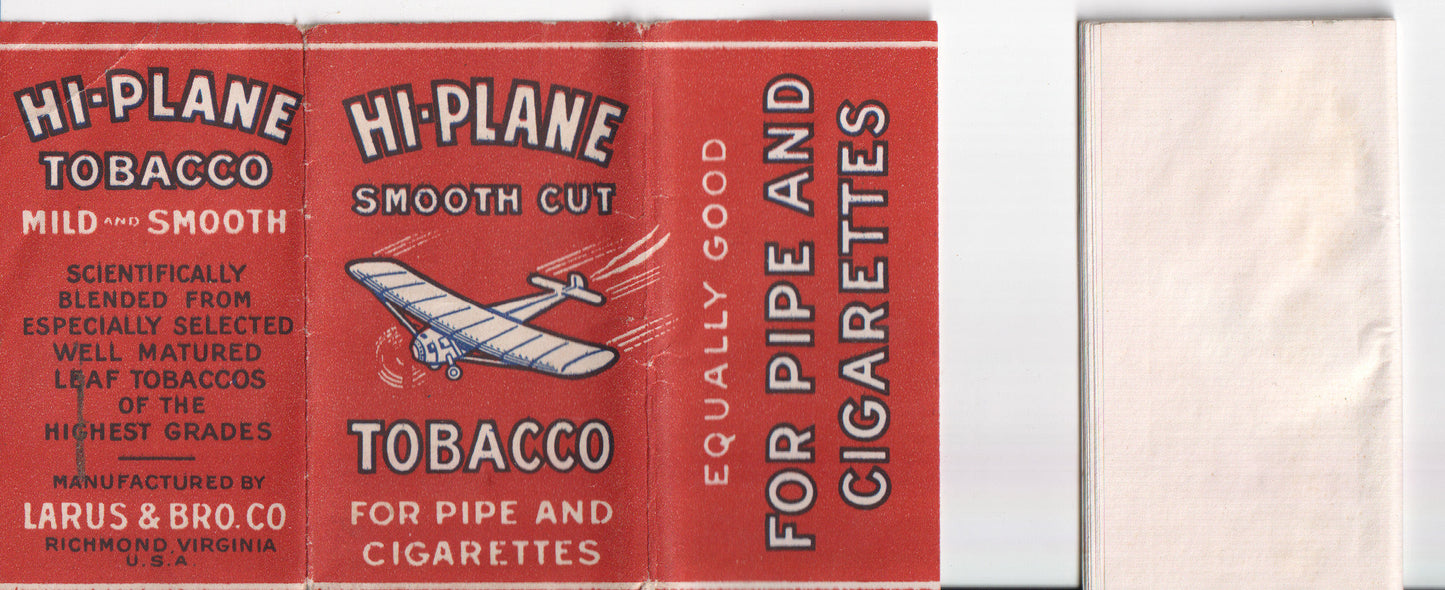 HI-PLANE
TOBACCO
MILD AND SMOOTH
SCIENTIFICALLY
BLENDED FROM
ESPECIALLY SELECTED
WELL MATURED
LEAF TOBACCOS
OF THE
HIGHEST GRADES
MANUFACTURED BY
LARUS & BRO. CO.
RICHMOND, VIRGINIA
U.S.A
HI-PLANE
SMOOTH CUT
TOBACCO
FOR PIPE AND
CIGARETTES
EQUALLY GOOD
FOR PIPE AND
CIGARETTES